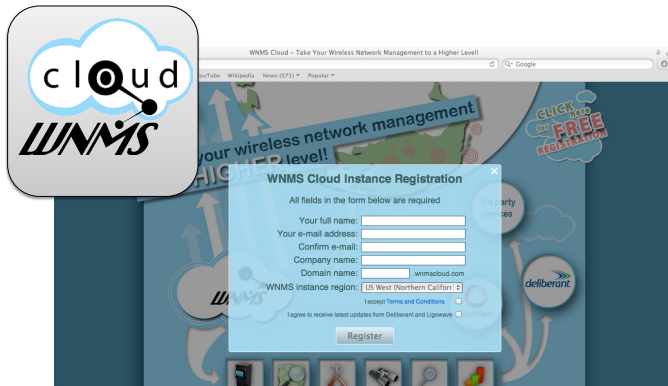 cloud
WNMS
WNMS Cloud – Take Your Wireless Network Management to a Higher Level!
Google
YouTube Wikipedia News (571) Popular
your wireless network management
HIGHER level!
CLICK
here
for FREE
REGISTRATION
WNMS Cloud Instance Registration
All fields in the form below are required
Your full name:
Your e-mail address:
Confirm e-mail:
Company name:
Domain name: .wnmscloud.com
WNMS instance region: US West (Northern Califor
I accept Terms and Conditions
I agree to receive latest updates from Deliberant and Ligowave
Register
party
WNMS
deliberant